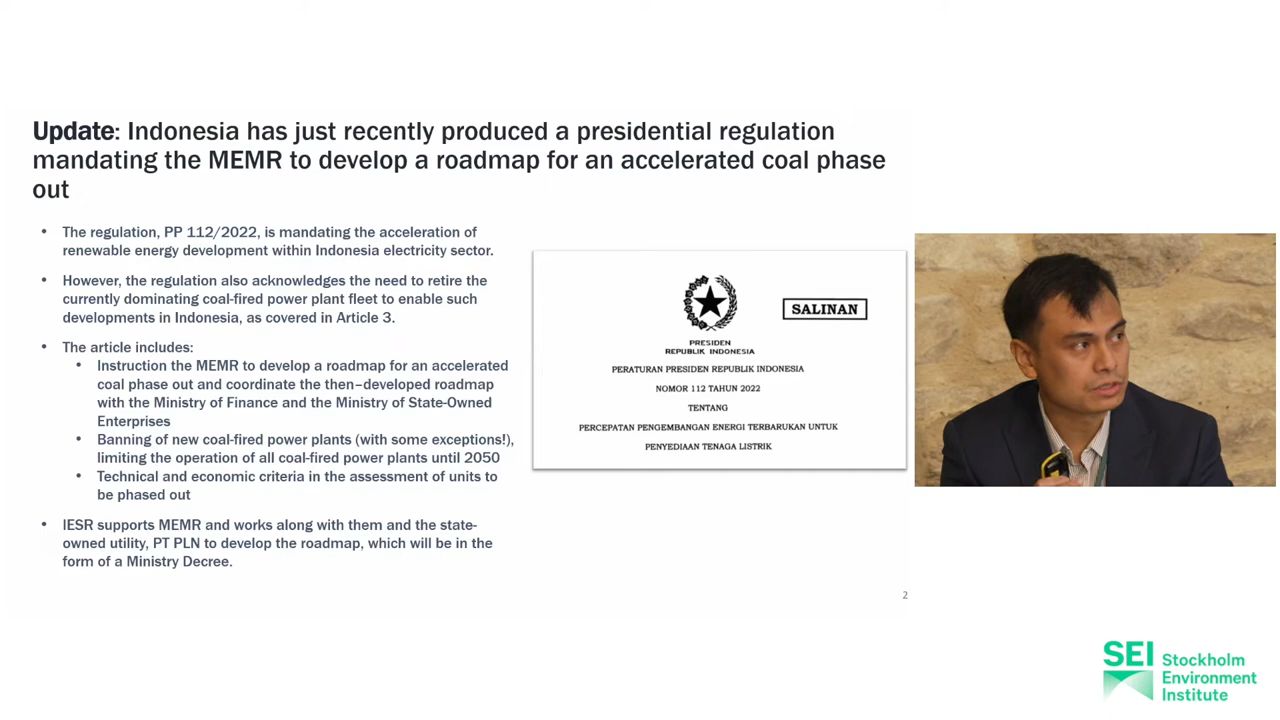 Update: Indonesia has just recently produced a presidential regulation
mandating the MEMR to develop a roadmap for an accelerated coal phase
out
• The regulation, PP 112/2022, is mandating the acceleration of
renewable energy development within Indonesia electricity sector.
• However, the regulation also acknowledges the need to retire the
currently dominating coal-fired power plant fleet to enable such
developments in Indonesia, as covered in Article 3.
• The article includes:
• Instruction the MEMR to develop a roadmap for an accelerated
coal phase out and coordinate the then–developed roadmap
with the Ministry of Finance and the Ministry of State-Owned
Enterprises
• Banning of new coal-fired power plants (with some exceptions!),
limiting the operation of all coal-fired power plants until 2050
• Technical and economic criteria in the assessment of units to
be phased out
• IESR supports MEMR and works along with them and the state-
owned utility, PT PLN to develop the roadmap, which will be in the
form of a Ministry Decree.
SALINAN
PRESIDEN
REPUBLIK INDONESIA
PERATURAN PRESIDEN REPUBLIK INDONESIA
NOMOR 112 TAHUN 2022
TENTANG
PERCEPATAN PENGEMBANGAN ENERGI TERBARUKAN UNTUK
PENYEDIAAN TENAGA LISTRIK
2
SEI Stockholm
Environment
Institute